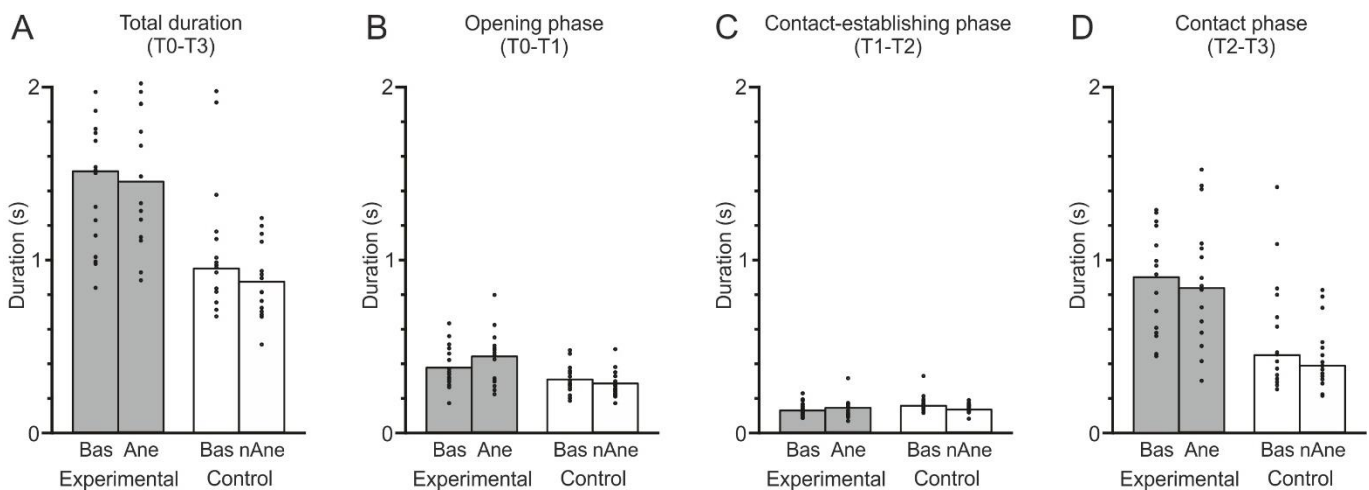 A
Total duration
(T0-T3)
Duration (s)
2
1
0
Bas Ane
Bas nAne
Experimental
Control
B
Opening phase
(T0-T1)
Duration (s)
2
1
0
Bas Ane
Bas nAne
Experimental
Control
C
Contact-establishing phase
(T1-T2)
Duration (s)
2
1
0
Bas Ane
Bas nAne
Experimental
Control
D
Contact phase
(T2-T3)
Duration (s)
2
1
0
Bas Ane
Bas nAne
Experimental
Control